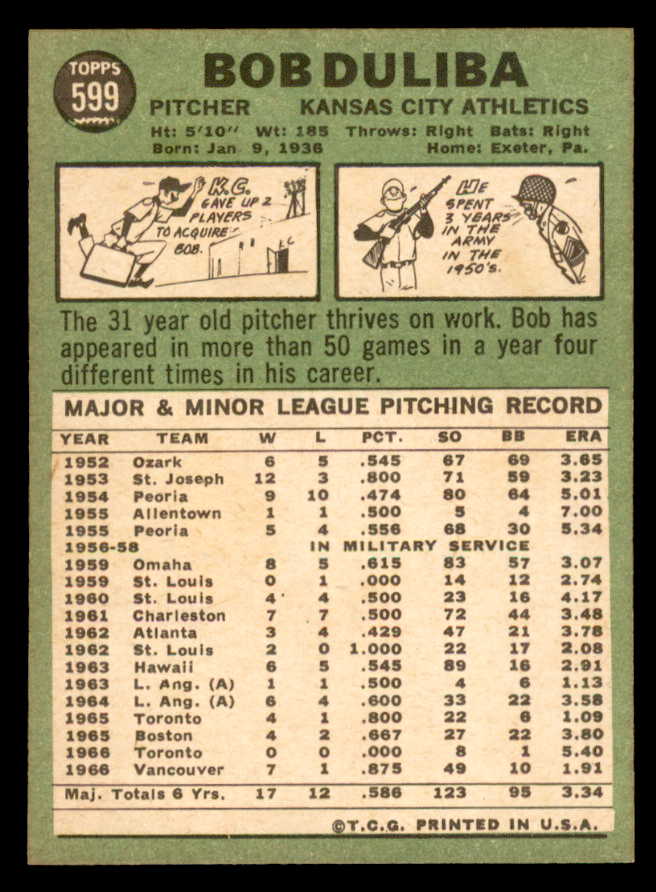 TOPPS
599
BOB DULIBA
PITCHER KANSAS CITY ATHLETICS
Ht: 5'10" Wt: 185 Throws: Right Bats: Right
Born: Jan 9, 1936 Home: Exeter, Pa.
K.C.
GAVE UP 2
PLAYERS
TO ACQUIRE
BOB.
KC
HE
SPENT
3 YEARS
IN THE
ARMY
IN THE
1950'S.
The 31 year old pitcher thrives on work. Bob has
appeared in more than 50 games in a year four
different times in his career.
MAJOR & MINOR LEAGUE PITCHING RECORD
YEAR TEAM W L PCT. SO BB ERA
1952 Ozark 6 5 .545 67 69 3.65
1953 St. Joseph 12 3 .800 71 59 3.23
1954 Peoria 9 10 .474 80 64 5.01
1955 Allentown 1 1 .500 5 4 7.00
1955 Peoria 5 4 .556 68 30 5.34
1956-58 IN MILITARY SERVICE
1959 Omaha 8 5 .615 83 57 3.07
1959 St. Louis 0 1 .000 14 12 2.74
1960 St. Louis 4 4 .500 23 16 4.17
1961 Charleston 7 7 .500 72 44 3.48
1962 Atlanta 3 4 .429 47 21 3.78
1962 St. Louis 2 0 1.000 22 17 2.08
1963 Hawaii 6 5 .545 89 16 2.91
1963 L. Ang. (A) 1 1 .500 4 6 1.13
1964 L. Ang. (A) 6 4 .600 33 22 3.58
1965 Toronto 4 1 .800 22 6 1.09
1965 Boston 4 2 .667 27 22 3.80
1966 Toronto 0 0 .000 8 1 5.40
1966 Vancouver 7 1 .875 49 10 1.91
Maj. Totals 6 Yrs. 17 12 .586 123 95 3.34
©T.C.G. PRINTED IN U.S.A.